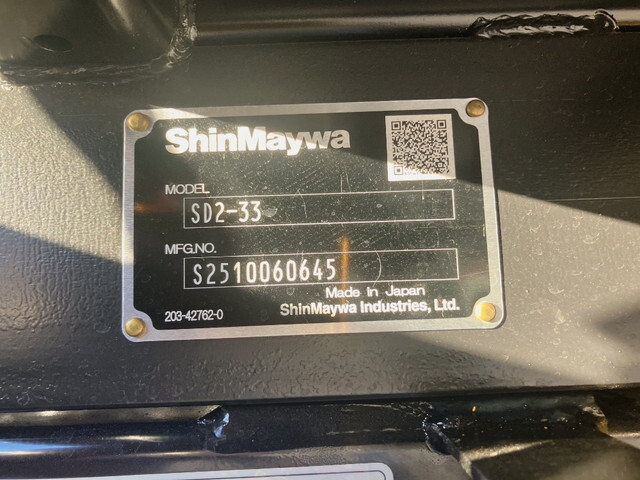 ShinMaywa
MODEL
SD2-33
MFG.NO.
S2510060645
Made in Japan
203-42762-0
ShinMaywa Industries, Ltd.